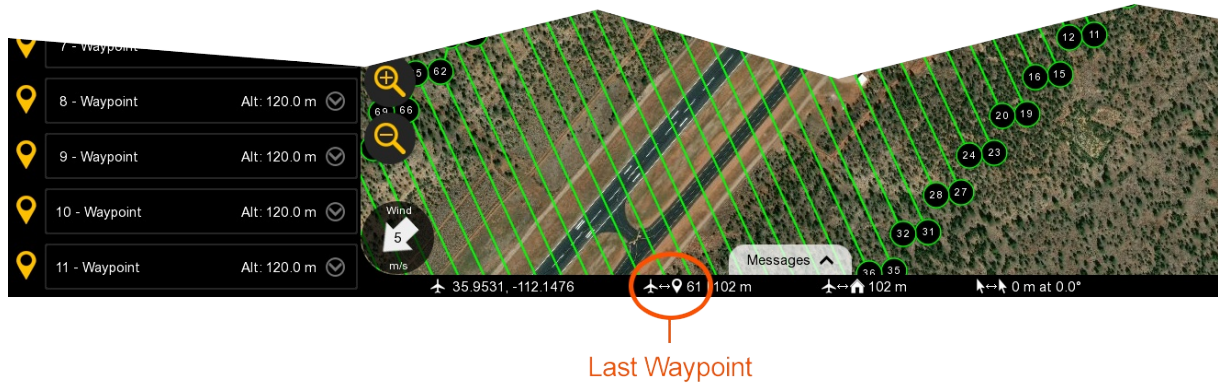 7 - Waypoint
8 - Waypoint Alt: 120.0 m
9 - Waypoint Alt: 120.0 m
10 - Waypoint Alt: 120.0 m
11 - Waypoint Alt: 120.0 m
12 11
62
16 15
69 66
20 19
24 23
28 27
32 31
36 35
Wind
5
m/s
Messages
35.9531, -112.1476
61 102 m
102 m
0 m at 0.0°
Last Waypoint